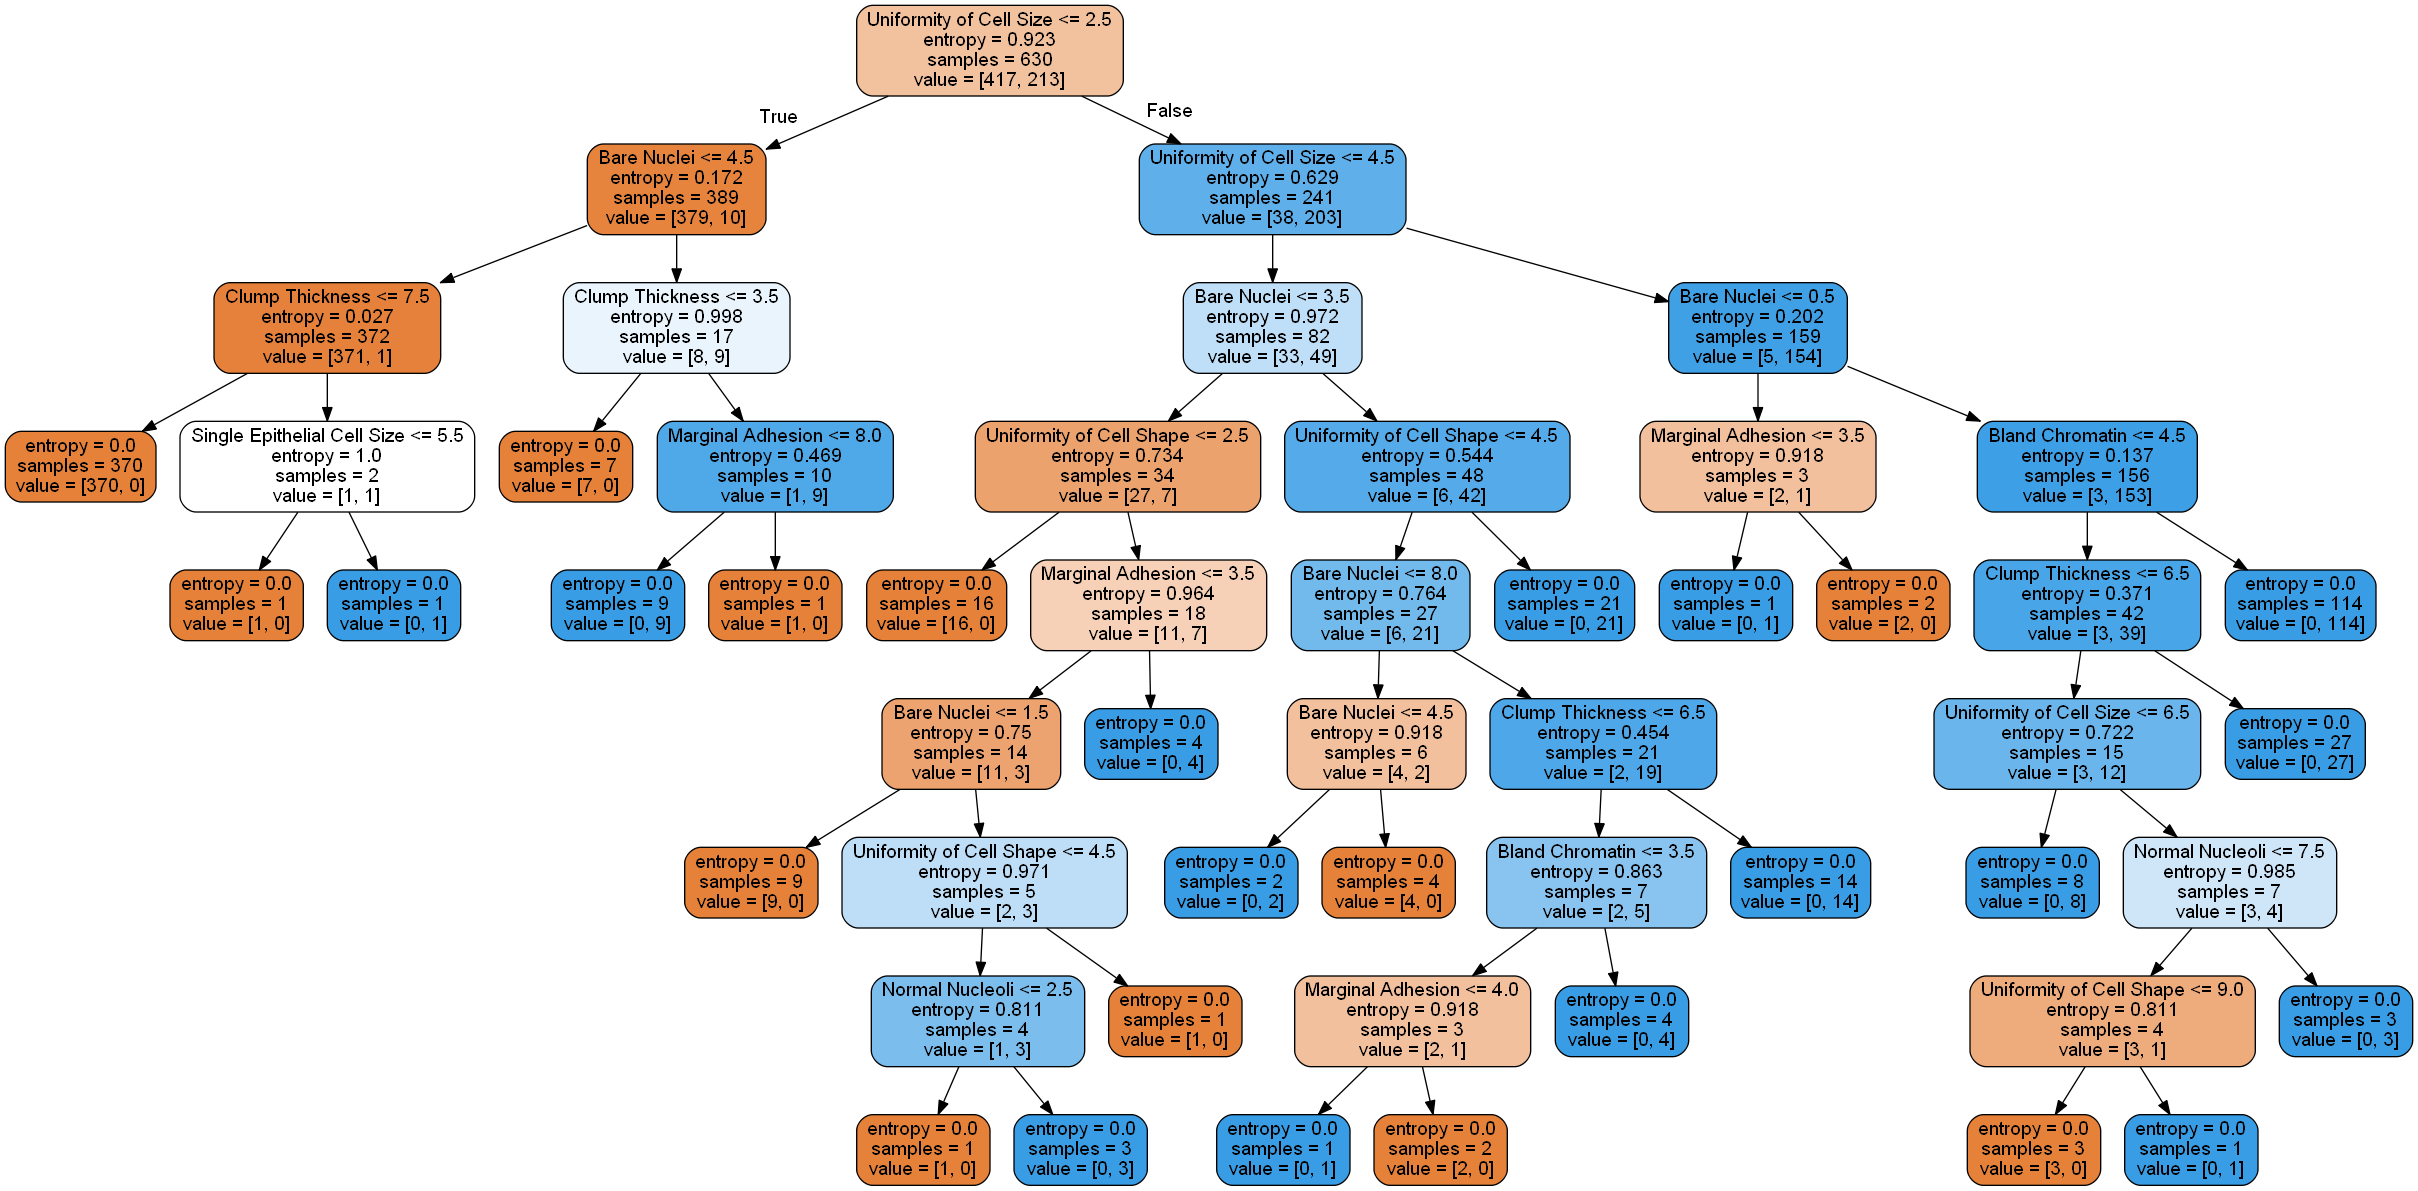 Uniformity of Cell Size <= 2.5
entropy = 0.923
samples = 630
value = [417, 213]
True
False
Bare Nuclei <= 4.5
entropy = 0.172
samples = 389
value = [379, 10]
Uniformity of Cell Size <= 4.5
entropy = 0.629
samples = 241
value = [38, 203]
Clump Thickness <= 7.5
entropy = 0.027
samples = 372
value = [371, 1]
Clump Thickness <= 3.5
entropy = 0.998
samples = 17
value = [8, 9]
Bare Nuclei <= 3.5
entropy = 0.972
samples = 82
value = [33, 49]
Bare Nuclei <= 0.5
entropy = 0.202
samples = 159
value = [5, 154]
entropy = 0.0
samples = 370
value = [370, 0]
Single Epithelial Cell Size <= 5.5
entropy = 1.0
samples = 2
value = [1, 1]
entropy = 0.0
samples = 7
value = [7, 0]
Marginal Adhesion <= 8.0
entropy = 0.469
samples = 10
value = [1, 9]
Uniformity of Cell Shape <= 2.5
entropy = 0.734
samples = 34
value = [27, 7]
Uniformity of Cell Shape <= 4.5
entropy = 0.544
samples = 48
value = [6, 42]
Marginal Adhesion <= 3.5
entropy = 0.918
samples = 3
value = [2, 1]
Bland Chromatin <= 4.5
entropy = 0.137
samples = 156
value = [3, 153]
entropy = 0.0
samples = 1
value = [1, 0]
entropy = 0.0
samples = 1
value = [0, 1]
entropy = 0.0
samples = 9
value = [0, 9]
entropy = 0.0
samples = 1
value = [1, 0]
entropy = 0.0
samples = 16
value = [16, 0]
Marginal Adhesion <= 3.5
entropy = 0.964
samples = 18
value = [11, 7]
Bare Nuclei <= 8.0
entropy = 0.764
samples = 27
value = [6, 21]
entropy = 0.0
samples = 21
value = [0, 21]
entropy = 0.0
samples = 1
value = [0, 1]
entropy = 0.0
samples = 2
value = [2, 0]
Clump Thickness <= 6.5
entropy = 0.371
samples = 42
value = [3, 39]
entropy = 0.0
samples = 114
value = [0, 114]
Bare Nuclei <= 1.5
entropy = 0.75
samples = 14
value = [11, 3]
entropy = 0.0
samples = 4
value = [0, 4]
Bare Nuclei <= 4.5
entropy = 0.918
samples = 6
value = [4, 2]
Clump Thickness <= 6.5
entropy = 0.454
samples = 21
value = [2, 19]
Uniformity of Cell Size <= 6.5
entropy = 0.722
samples = 15
value = [3, 12]
entropy = 0.0
samples = 27
value = [0, 27]
entropy = 0.0
samples = 9
value = [9, 0]
Uniformity of Cell Shape <= 4.5
entropy = 0.971
samples = 5
value = [2, 3]
entropy = 0.0
samples = 2
value = [0, 2]
entropy = 0.0
samples = 4
value = [4, 0]
Bland Chromatin <= 3.5
entropy = 0.863
samples = 7
value = [2, 5]
entropy = 0.0
samples = 14
value = [0, 14]
entropy = 0.0
samples = 8
value = [0, 8]
Normal Nucleoli <= 7.5
entropy = 0.985
samples = 7
value = [3, 4]
Normal Nucleoli <= 2.5
entropy = 0.811
samples = 4
value = [1, 3]
entropy = 0.0
samples = 1
value = [1, 0]
Marginal Adhesion <= 4.0
entropy = 0.918
samples = 3
value = [2, 1]
entropy = 0.0
samples = 4
value = [0, 4]
Uniformity of Cell Shape <= 9.0
entropy = 0.811
samples = 4
value = [3, 1]
entropy = 0.0
samples = 3
value = [0, 3]
entropy = 0.0
samples = 1
value = [1, 0]
entropy = 0.0
samples = 3
value = [0, 3]
entropy = 0.0
samples = 1
value = [0, 1]
entropy = 0.0
samples = 2
value = [2, 0]
entropy = 0.0
samples = 3
value = [3, 0]
entropy = 0.0
samples = 1
value = [0, 1]